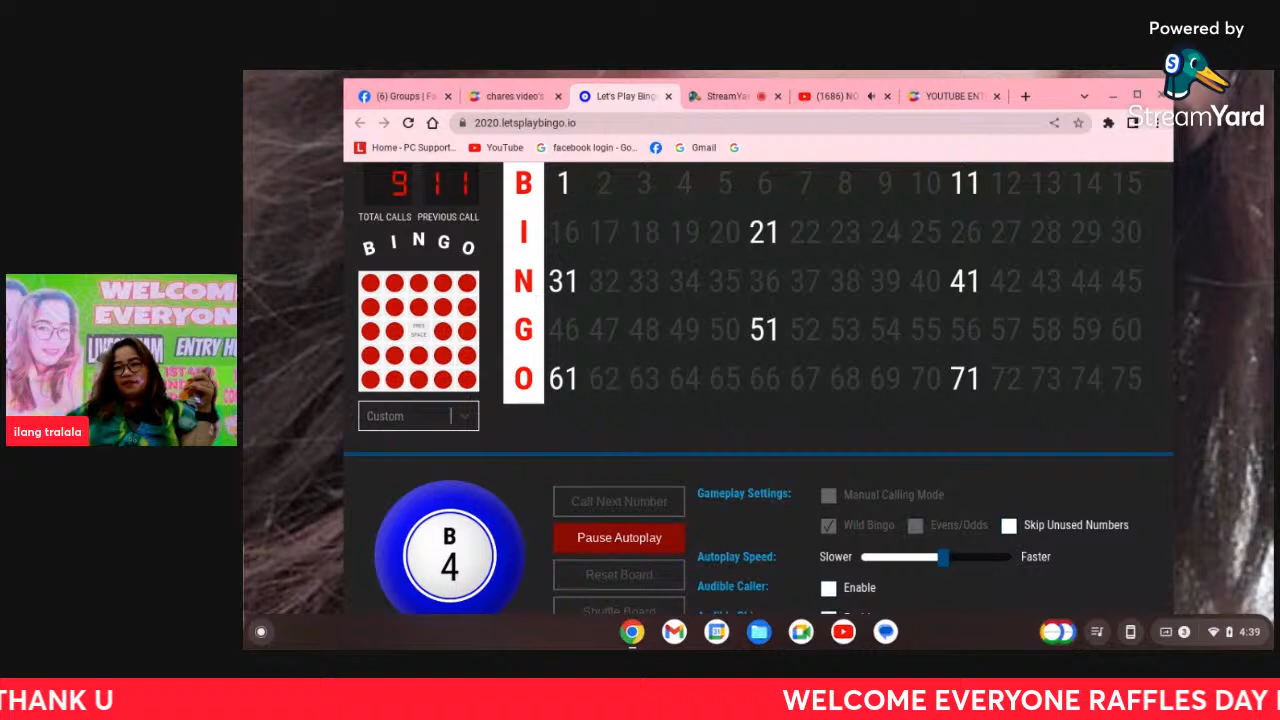 Powered by
StreamYard
(6) Groups | Fa
chares video's
Let's Play Bing
StreamYar
(1686) NO
YOUTUBE ENT
2020.letsplaybingo.io
Home - PC Support...
YouTube
facebook login - Go...
Gmail
9 11
TOTAL CALLS PREVIOUS CALL
BINGO
FREE SPACE
Custom
B 1 2 3 4 5 6 7 8 9 10 11 12 13 14 15
I 16 17 18 19 20 21 22 23 24 25 26 27 28 29 30
N 31 32 33 34 35 36 37 38 39 40 41 42 43 44 45
G 46 47 48 49 50 51 52 53 54 55 56 57 58 59 60
O 61 62 63 64 65 66 67 68 69 70 71 72 73 74 75
WELCOM
EVERYON
ENTRY H
ilang tralala
B
4
Call Next Number
Pause Autoplay
Reset Board
Shuffle Board
Gameplay Settings:
Manual Calling Mode
Wild Bingo
Evens/Odds
Skip Unused Numbers
Autoplay Speed:
Slower
Faster
Audible Caller:
Enable
3
4:39
THANK U
WELCOME EVERYONE RAFFLES DAY